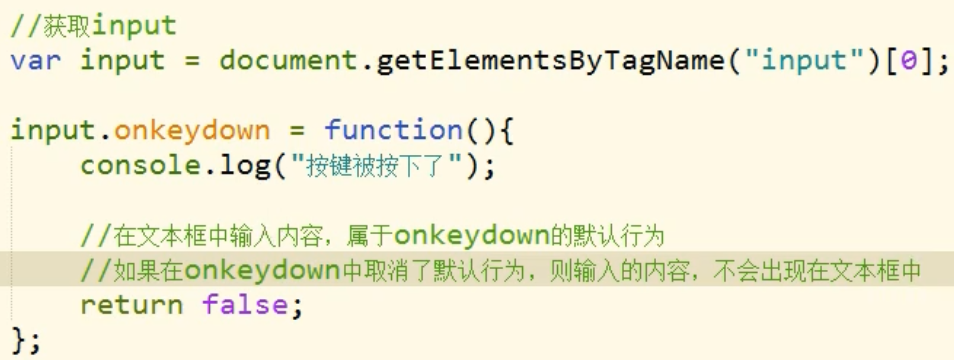 //获取input
var input = document.getElementsByTagName("input")[0];
input.onkeydown = function(){
console.log("按键被按下了");
//在文本框中输入内容，属于onkeydown的默认行为
//如果在onkeydown中取消了默认行为，则输入的内容，不会出现在文本框中
return false;
};